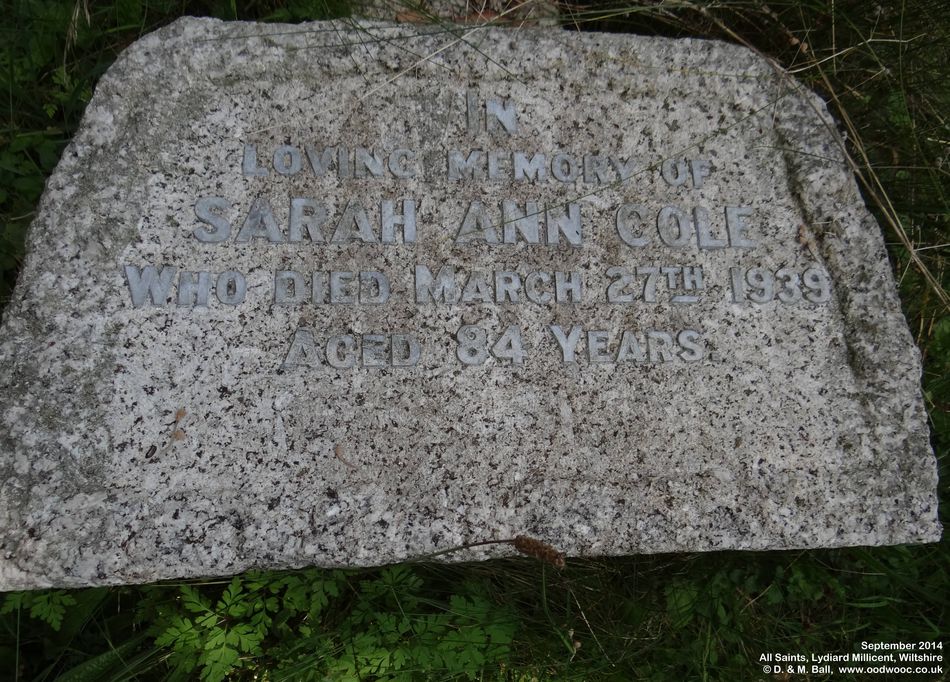 IN
LOVING MEMORY OF
SARAH ANN COLE
WHO DIED MARCH 27TH 1939
AGED 84 YEARS
September 2014
All Saints, Lydiard Millicent, Wiltshire
© D. & M. Ball, www.oodwooc.co.uk